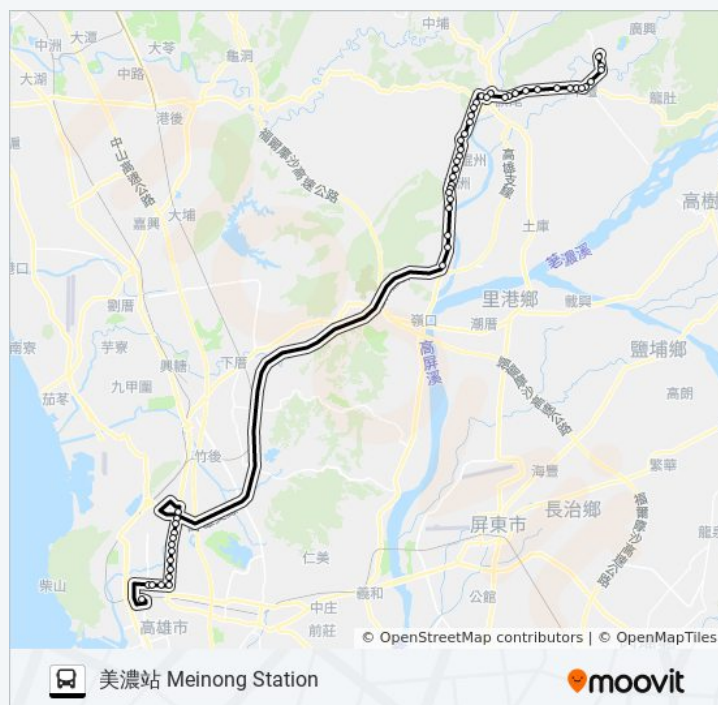 中埔
廣興
中洲
大潭
大苓
龜洞
大湖
中路
龍肚
港後
福爾摩沙高速公路
中山高速公路
高樹
大埔
高雄支線
嘉興
土庫
荖濃溪
劉厝
里港鄉
載興
嶺口
潮厝
南寮
芋寮
興糖
下厝
鹽埔鄉
高屏溪
福爾摩沙高速公路
茄苳
九甲圍
高朗
竹後
海豐
繁華
屏東市
長治鄉
福爾摩沙高速公路
柴山
仁美
中庄
義和
公館
高雄市
前莊
© OpenStreetMap contributors | © OpenMapTiles
美濃站 Meinong Station
moovit